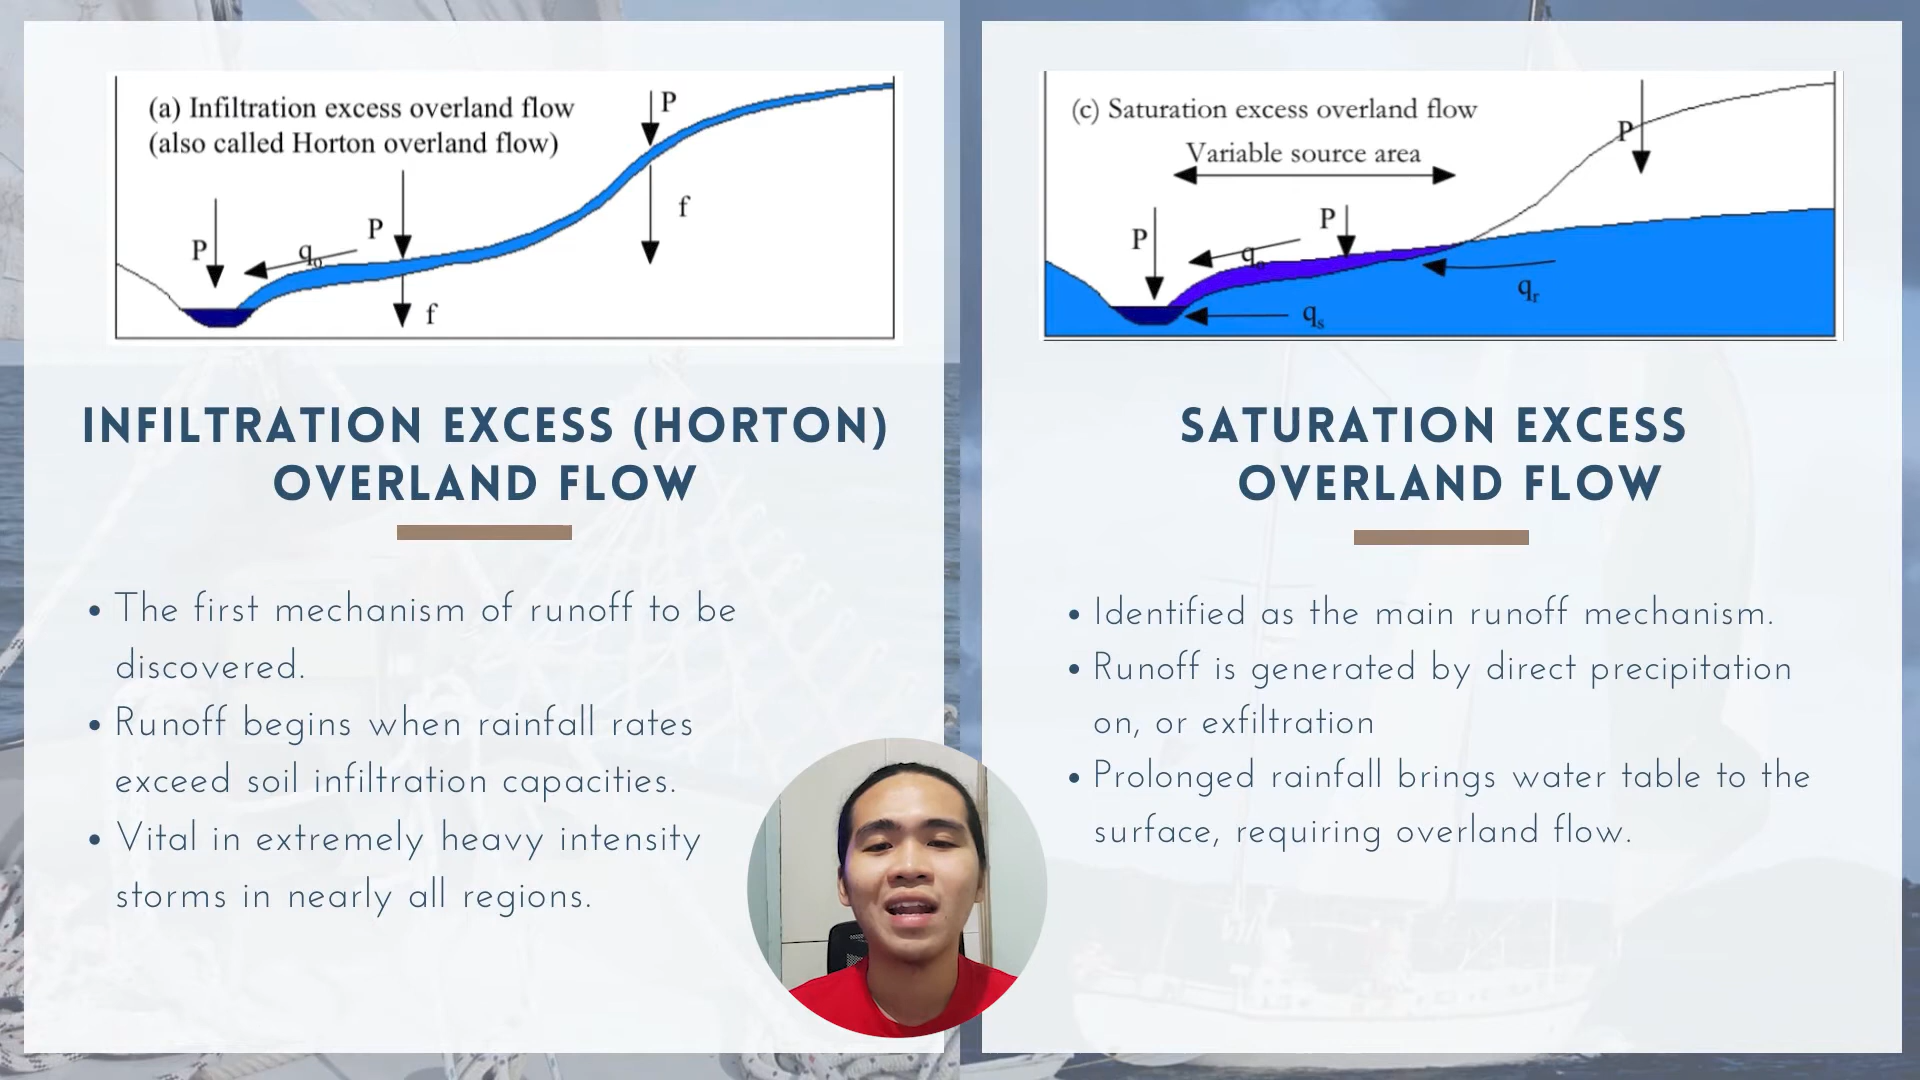 (a) Infiltration excess overland flow
(also called Horton overland flow)
P
P
P
qo
f
f
INFILTRATION EXCESS (HORTON)
OVERLAND FLOW
• The first mechanism of runoff to be
discovered.
• Runoff begins when rainfall rates
exceed soil infiltration capacities.
• Vital in extremely heavy intensity
storms in nearly all regions.
(c) Saturation excess overland flow
Variable source area
P
P
P
qo
qr
qs
SATURATION EXCESS
OVERLAND FLOW
• Identified as the main runoff mechanism.
• Runoff is generated by direct precipitation
on, or exfiltration
• Prolonged rainfall brings water table to the
surface, requiring overland flow.